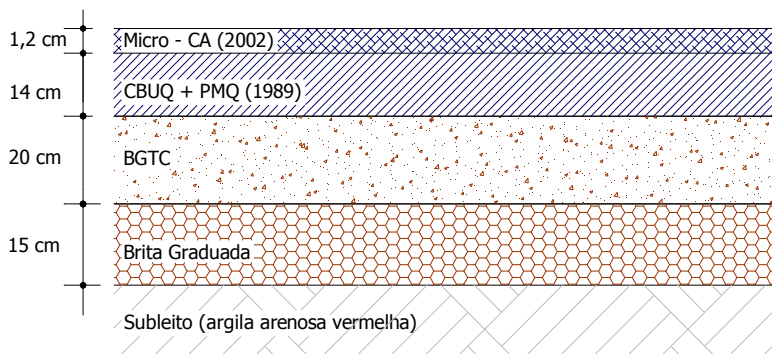 1,2 cm Micro - CA (2002)
14 cm CBUQ + PMQ (1989)
20 cm BGTC
15 cm Brita Graduada
Subleito (argila arenosa vermelha)